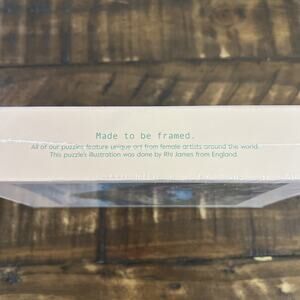 Made to be framed.
All of our puzzles feature unique art from female artists around the world.
This puzzle's illustration was done by Rhi James from England.